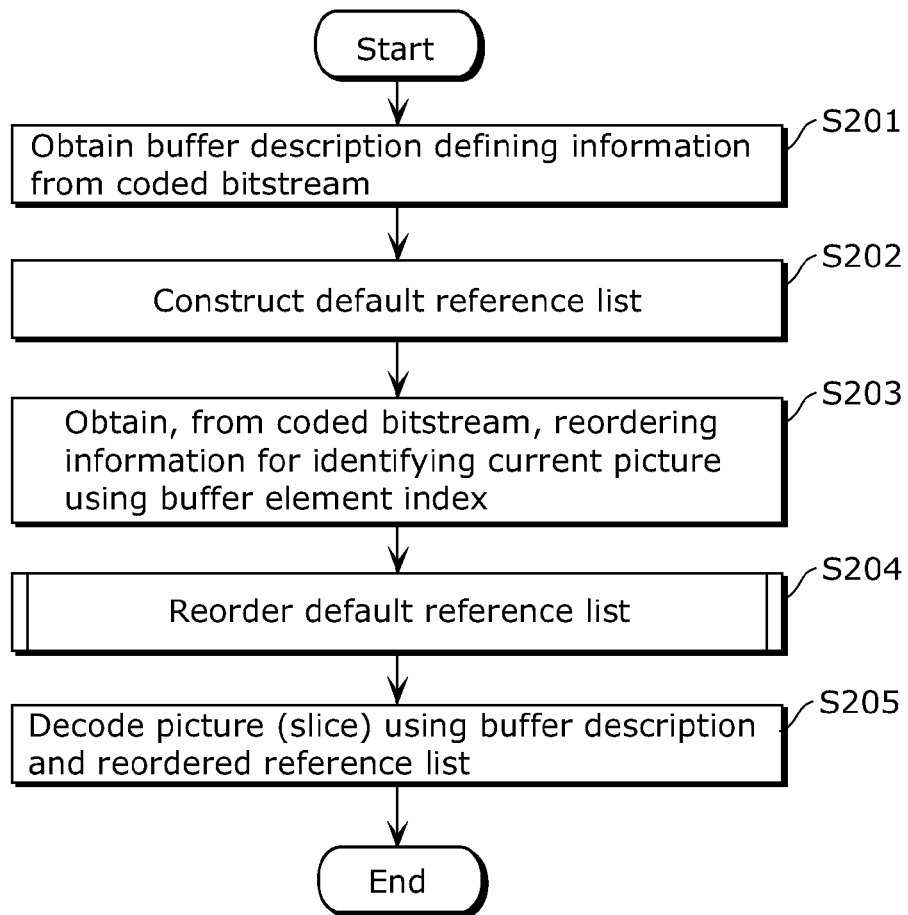 Start
S201
Obtain buffer description defining information
from coded bitstream
S202
Construct default reference list
S203
Obtain, from coded bitstream, reordering
information for identifying current picture
using buffer element index
S204
Reorder default reference list
S205
Decode picture (slice) using buffer description
and reordered reference list
End